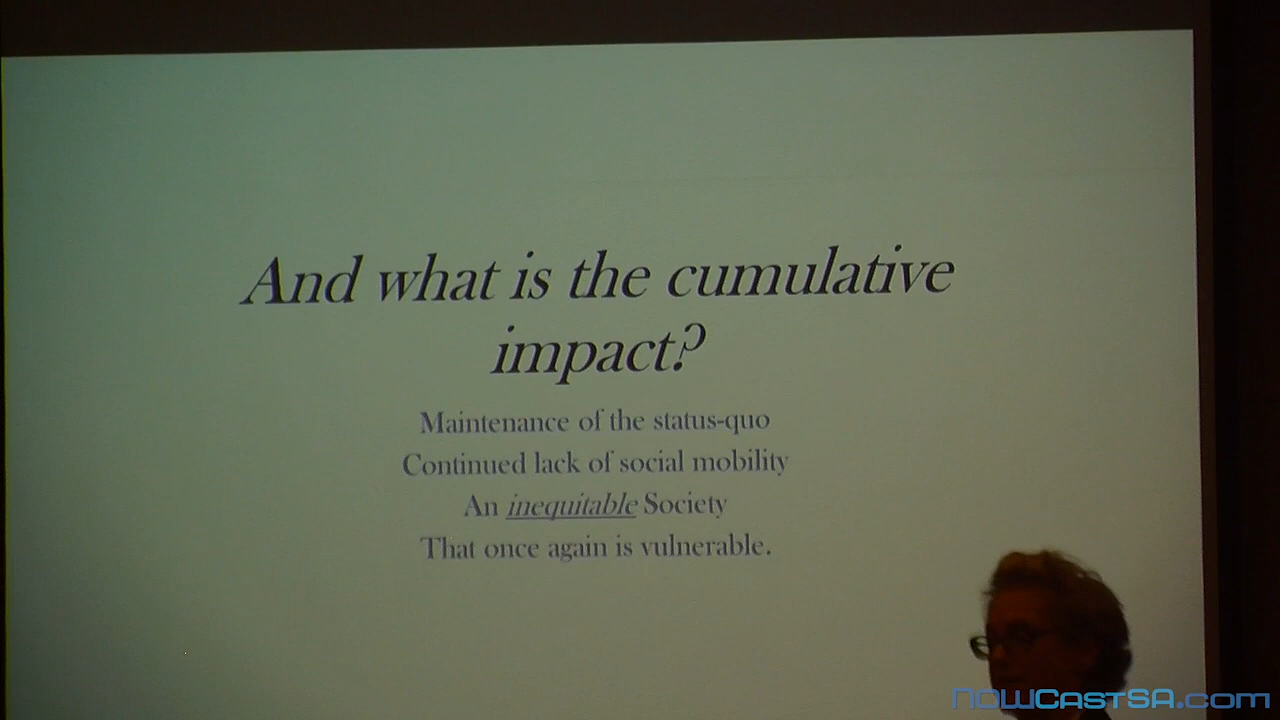 And what is the cumulative
impact?
Maintenance of the status-quo
Continued lack of social mobility
An inequitable Society
That once again is vulnerable.
NOWCASTSA.com